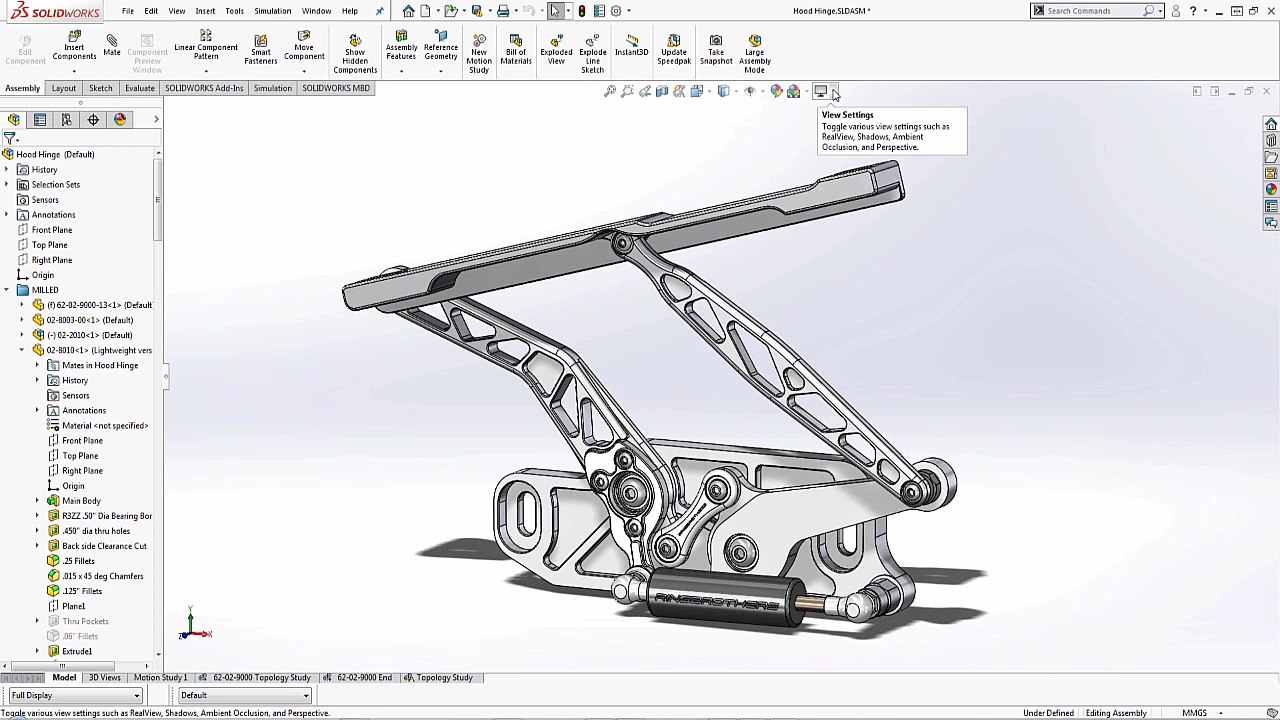 SOLIDWORKS File Edit View Insert Tools Simulation Window Help Hood Hinge.SLDASM * Search Commands
Edit Component
Insert Components
Mate
Component Preview Window
Linear Component Pattern
Smart Fasteners
Move Component
Show Hidden Components
Assembly Features
Reference Geometry
New Motion Study
Bill of Materials
Exploded View
Explode Line Sketch
Instant3D
Update Speedpak
Take Snapshot
Large Assembly Mode
Assembly Layout Sketch Evaluate SOLIDWORKS Add-Ins Simulation SOLIDWORKS MBD
View Settings
Toggle various view settings such as
RealView, Shadows, Ambient
Occlusion, and Perspective.
Hood Hinge (Default)
History
Selection Sets
Sensors
Annotations
Front Plane
Top Plane
Right Plane
Origin
MILLED
(f) 62-02-9000-13<1> (Default
02-8003-00<1> (Default)
(-) 02-2010<1> (Default)
02-8010<1> (Lightweight vers
Mates in Hood Hinge
History
Sensors
Annotations
Material <not specified>
Front Plane
Top Plane
Right Plane
Origin
Main Body
R3ZZ .50" Dia Bearing Bor
.450" dia thru holes
Back side Clearance Cut
.25 Fillets
.015 x 45 deg Chamfers
.125" Fillets
Plane1
Thru Pockets
.06" Fillets
Extrude1
RINGBROTHERS
Y
X
Z
Model 3D Views Motion Study 1 62-02-9000 Topology Study 62-02-9000 End Topology Study
Full Display Default
Toggle various view settings such as RealView, Shadows, Ambient Occlusion, and Perspective. Under Defined Editing Assembly MMGS